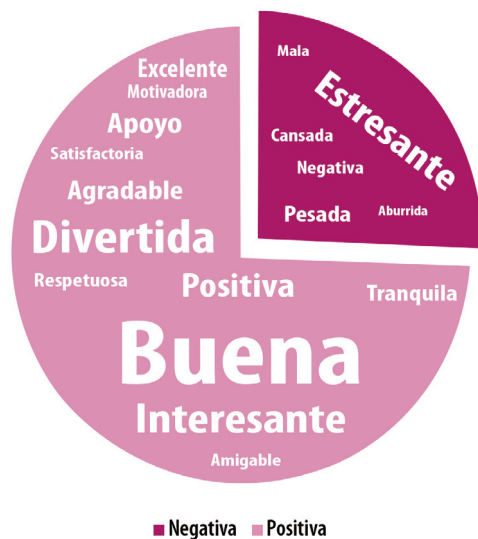 Excelente
Motivadora
Apoyo
Satisfactoria
Agradable
Divertida
Respetuosa
Positiva
Tranquila
Buena
Interesante
Amigable
Mala
Estresante
Cansada
Negativa
Pesada
Aburrida
Negativa Positiva